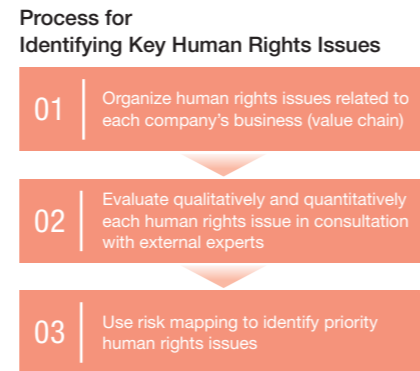 Process for
Identifying Key Human Rights Issues
01
Organize human rights issues related to
each company's business (value chain)
02
Evaluate qualitatively and quantitatively
each human rights issue in consultation
with external experts
03
Use risk mapping to identify priority
human rights issues